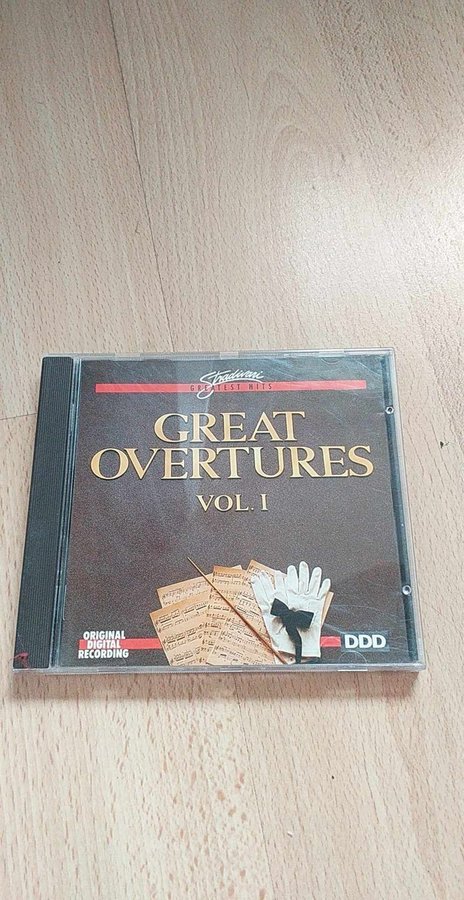 Stradivari
GREATEST HITS
GREAT
OVERTURES
VOL. I
ORIGINAL
DIGITAL
RECORDING
DDD